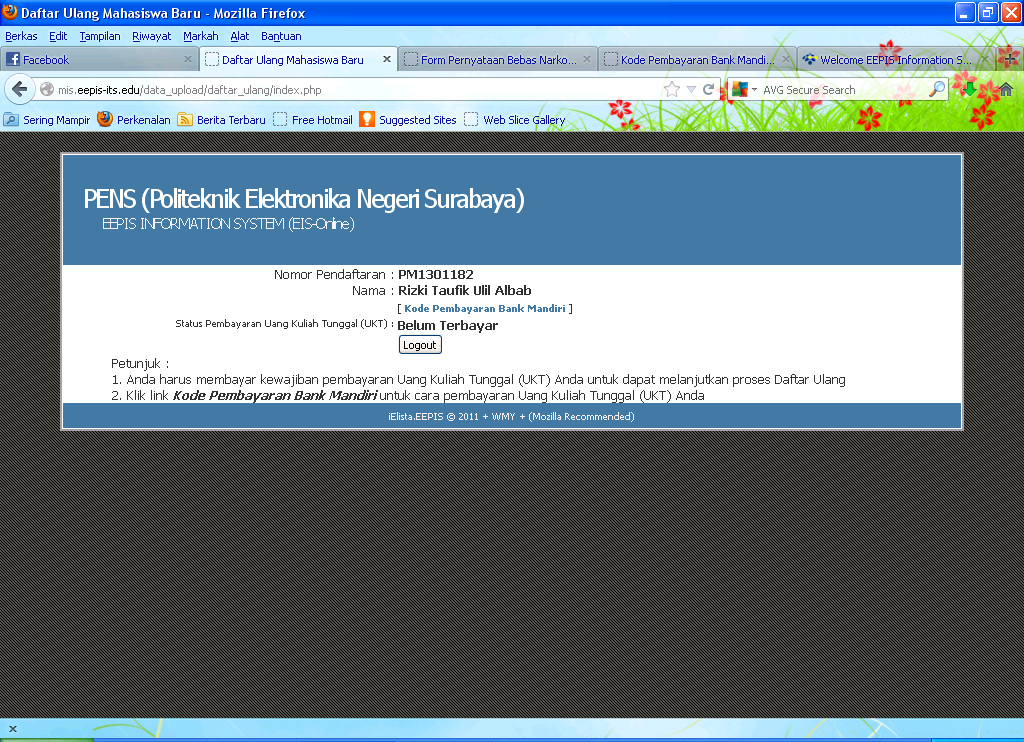 Daftar Ulang Mahasiswa Baru - Mozilla Firefox
Berkas Edit Tampilan Riwayat Markah Alat Bantuan
Facebook Daftar Ulang Mahasiswa Baru Form Pernyataan Bebas Narko... Kode Pembayaran Bank Mandi... Welcome EEPIS Information S...
mis.eepis-its.edu/data_upload/daftar_ulang/index.php AVG Secure Search
Sering Mampir Perkenalan Berita Terbaru Free Hotmail Suggested Sites Web Slice Gallery
PENS (Politeknik Elektronika Negeri Surabaya)
EEPIS INFORMATION SYSTEM (EIS-Online)
Nomor Pendaftaran : PM1301182
Nama : Rizki Taufik Ulil Albab
[ Kode Pembayaran Bank Mandiri ]
Status Pembayaran Uang Kuliah Tunggal (UKT) : Belum Terbayar
Logout
Petunjuk :
1. Anda harus membayar kewajiban pembayaran Uang Kuliah Tunggal (UKT) Anda untuk dapat melanjutkan proses Daftar Ulang
2. Klik link Kode Pembayaran Bank Mandiri untuk cara pembayaran Uang Kuliah Tunggal (UKT) Anda
iElista.EEPIS © 2011 + WMY + (Mozilla Recommended)